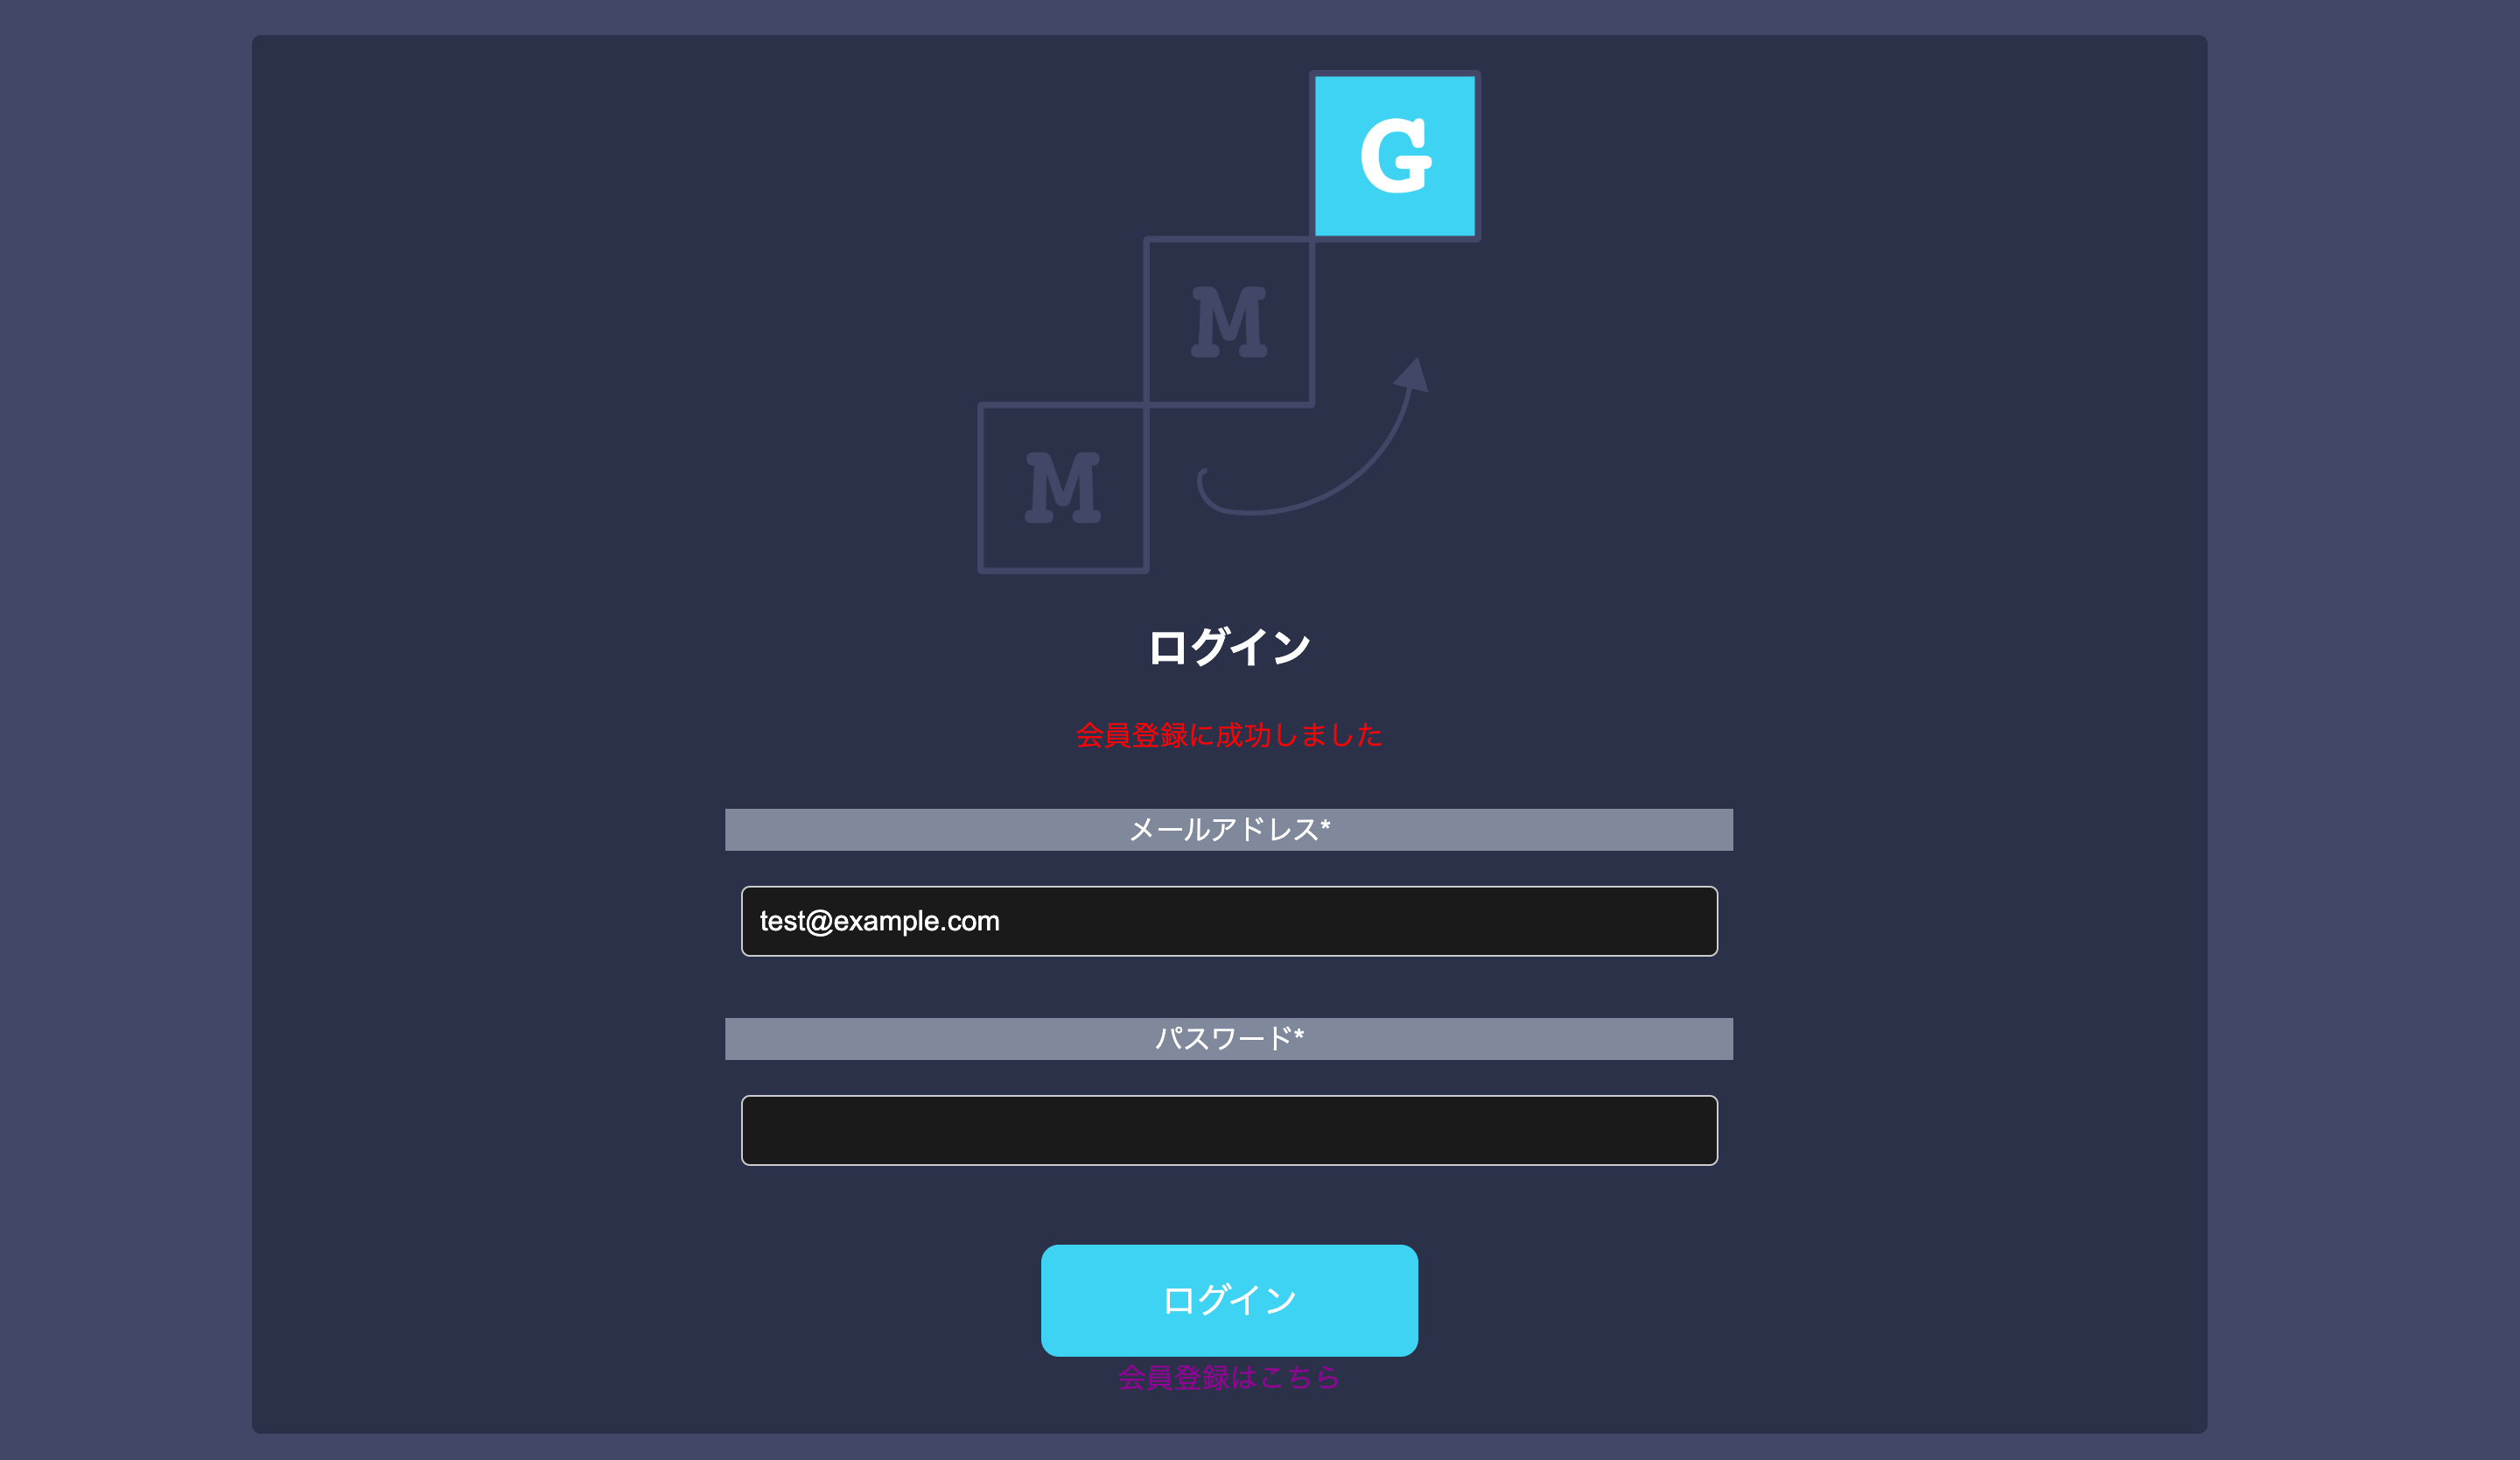 G
M
M
ログイン
会員登録に成功しました
メールアドレス*
test@example.com
パスワード*
ログイン
会員登録はこちら